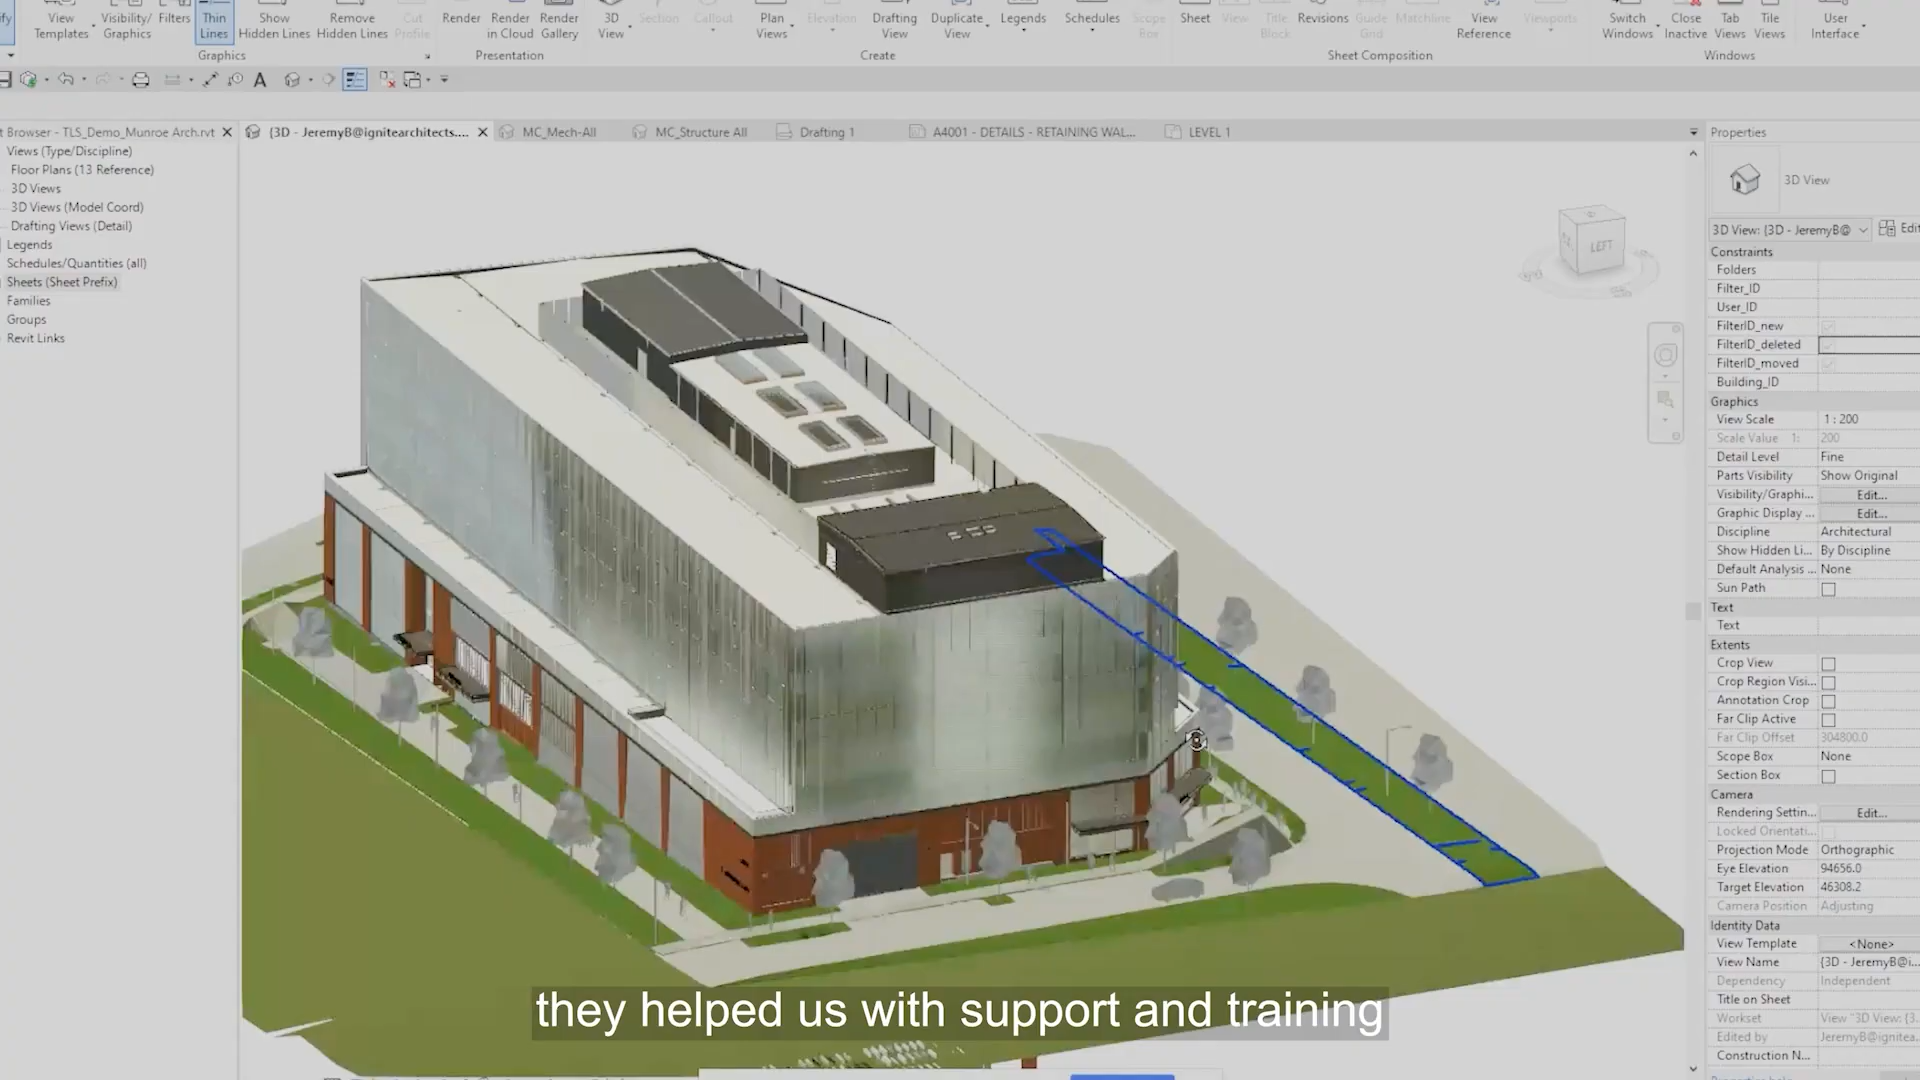 View Templates
Visibility/ Graphics
Filters
Thin Lines
Show Hidden Lines
Remove Hidden Lines
Cut Profile
Render
Render in Cloud
Render Gallery
3D View
Section
Callout
Plan Views
Elevation
Drafting View
Duplicate View
Legends
Schedules
Scope Box
Sheet
View
Title Block
Revisions
Guide Grid
Matchline
View Reference
Viewports
Switch Windows
Close Inactive
Tab Views
Tile Views
User Interface
Graphics
Presentation
Create
Sheet Composition
Windows
t Browser - TLS_Demo_Munroe Arch.rvt
{3D - JeremyB@ignitearchitects....
MC_Mech-All
MC_Structure All
Drafting 1
A4001 - DETAILS - RETAINING WAL...
LEVEL 1
Properties
Views (Type/Discipline)
Floor Plans (13 Reference)
3D Views
3D Views (Model Coord)
Drafting Views (Detail)
Legends
Schedules/Quantities (all)
Sheets (Sheet Prefix)
Families
Groups
Revit Links
LEFT
3D View
3D View: {3D - JeremyB@
Edit
Constraints
Folders
Filter_ID
User_ID
FilterID_new
FilterID_deleted
FilterID_moved
Building_ID
Graphics
View Scale 1 : 200
Scale Value 1: 200
Detail Level Fine
Parts Visibility Show Original
Visibility/Graphi... Edit...
Graphic Display ... Edit...
Discipline Architectural
Show Hidden Li... By Discipline
Default Analysis ... None
Sun Path
Text
Text
Extents
Crop View
Crop Region Visi...
Annotation Crop
Far Clip Active
Far Clip Offset 304800.0
Scope Box None
Section Box
Camera
Rendering Settin... Edit...
Locked Orientati...
Projection Mode Orthographic
Eye Elevation 94656.0
Target Elevation 46308.2
Camera Position Adjusting
Identity Data
View Template <None>
View Name {3D - JeremyB@i...
Dependency Independent
Title on Sheet
Workset View "3D View: {3...
Edited by JeremyB@ignitea...
Construction N...
they helped us with support and training